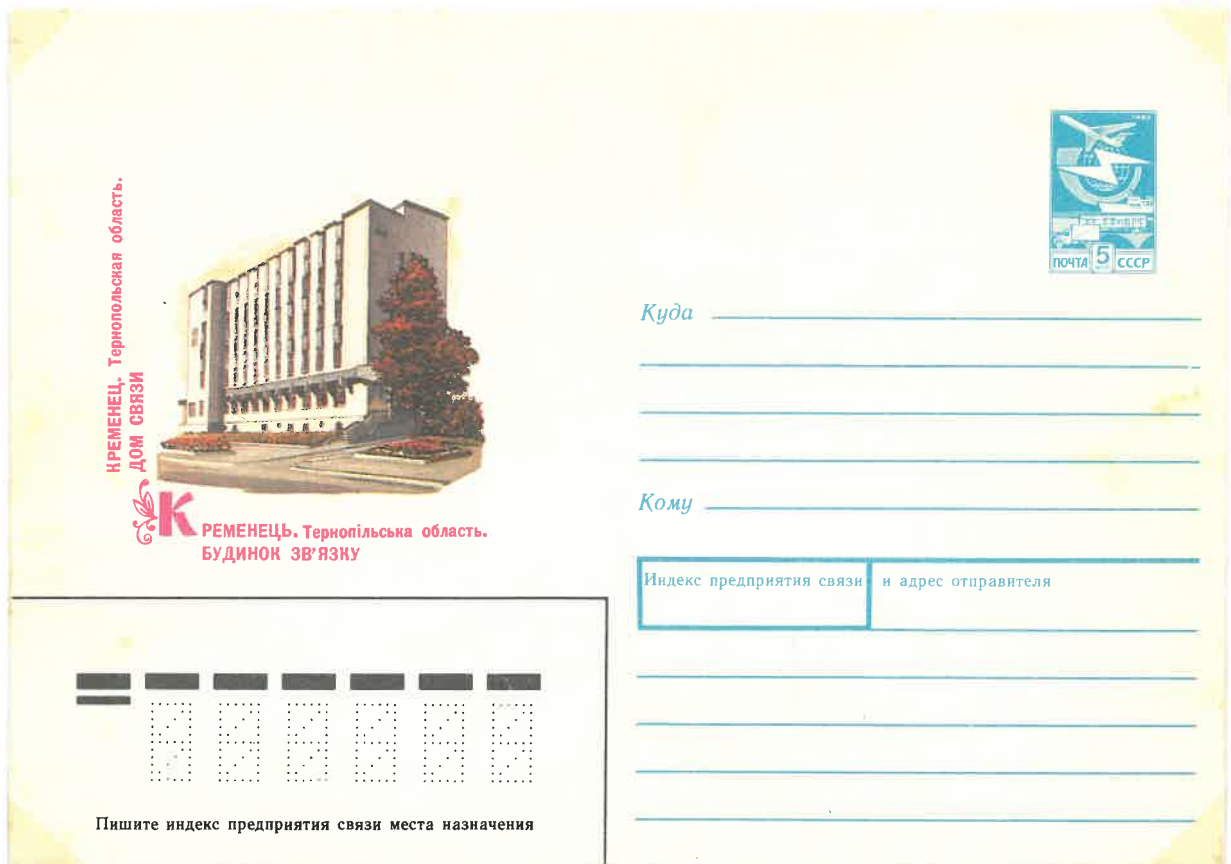 КРЕМЕНЕЦ. Тернопольская область.
ДОМ СВЯЗИ
КРЕМЕНЕЦЬ. Тернопільська область.
БУДИНОК ЗВ'ЯЗКУ
ПОЧТА 5 СССР
Куда
Кому
Индекс предприятия связи и адрес отправителя
Пишите индекс предприятия связи места назначения